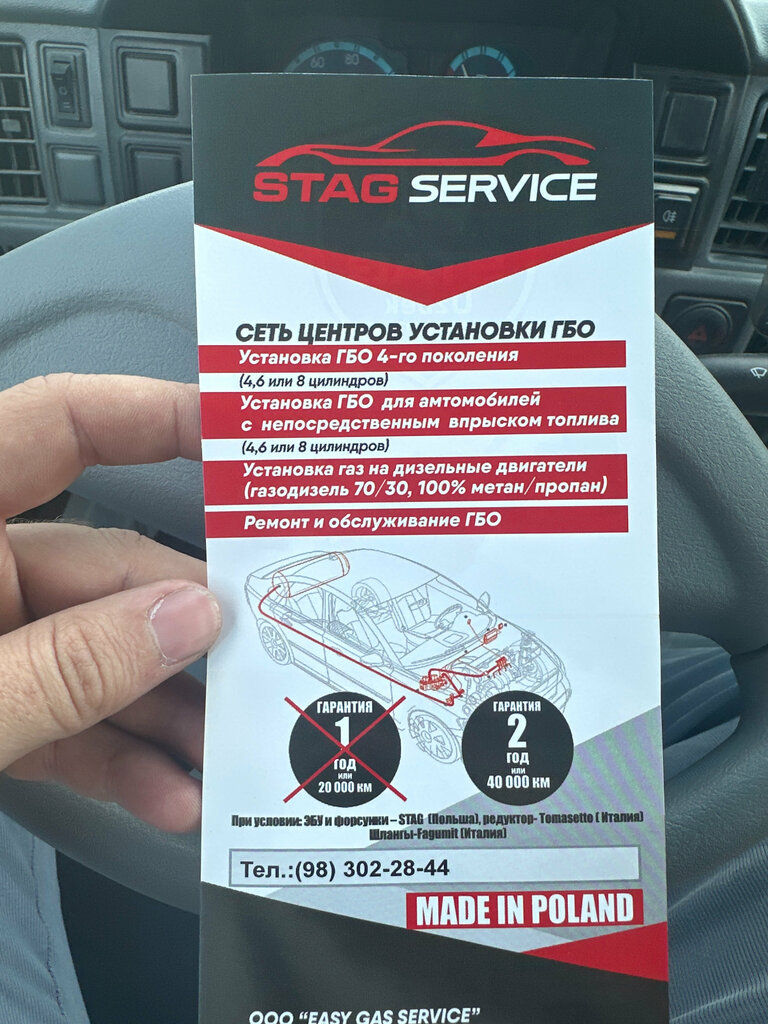 60 80
STAG SERVICE
СЕТЬ ЦЕНТРОВ УСТАНОВКИ ГБО
Установка ГБО 4-го поколения
(4,6 или 8 цилиндров)
Установка ГБО для амтомобилей
с непосредственным впрыском топлива
(4,6 или 8 цилиндров)
Установка газ на дизельные двигатели
(газодизель 70/30, 100% метан/пропан)
Ремонт и обслуживание ГБО
ГАРАНТИЯ
1
год
или
20 000 км
ГАРАНТИЯ
2
год
или
40 000 км
При условии: ЭБУ и форсунки – STAG (Польша), редуктор- Tomasetto ( Италия)
Шлангы-Fagumit (Италия)
Тел.:(98) 302-28-44
MADE IN POLAND
ООО "EASY GAS SERVICE"